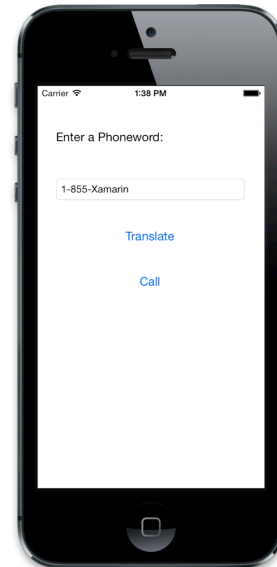 Carrier 1:38 PM
Enter a Phoneword:
1-855-Xamarin
Translate
Call